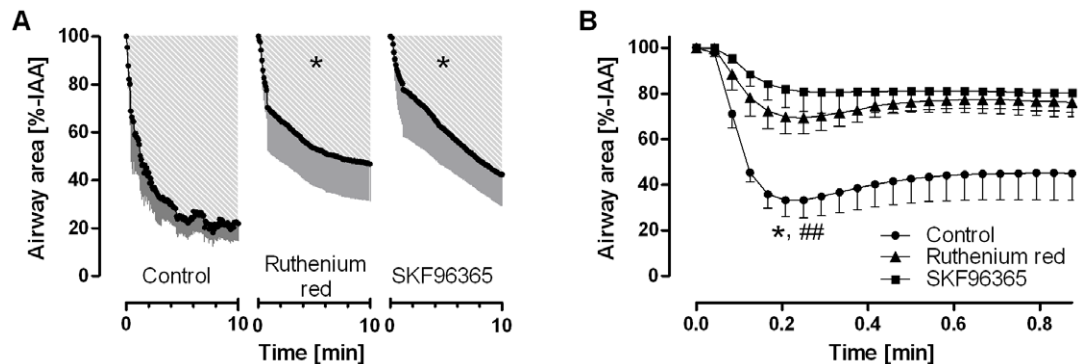 A
Airway area [%-IAA]
100
80
60
40
20
0
*
*
Control
Ruthenium
red
SKF96365
0
10
0
10
0
10
Time [min]
B
Airway area [%-IAA]
100
80
60
40
20
0
*, ##
Control
Ruthenium red
SKF96365
0.0
0.2
0.4
0.6
0.8
Time [min]